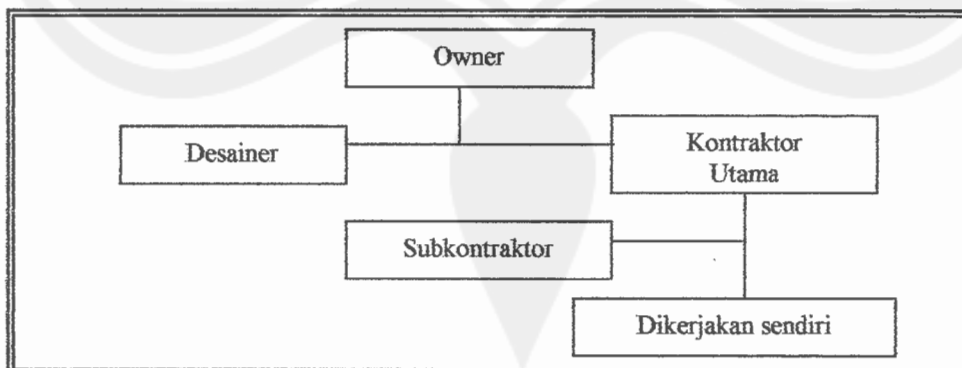 Owner
Desainer
Kontraktor
Utama
Subkontraktor
Dikerjakan sendiri